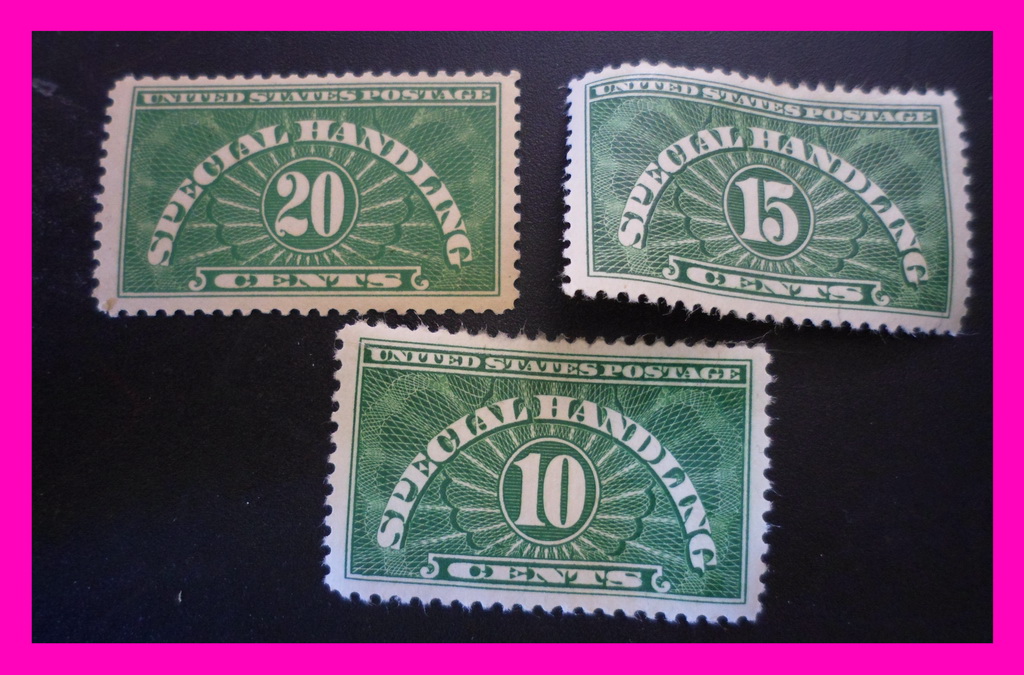 UNITED STATES POSTAGE
SPECIAL HANDLING
20
CENTS
UNITED STATES POSTAGE
SPECIAL HANDLING
15
CENTS
UNITED STATES POSTAGE
SPECIAL HANDLING
10
CENTS